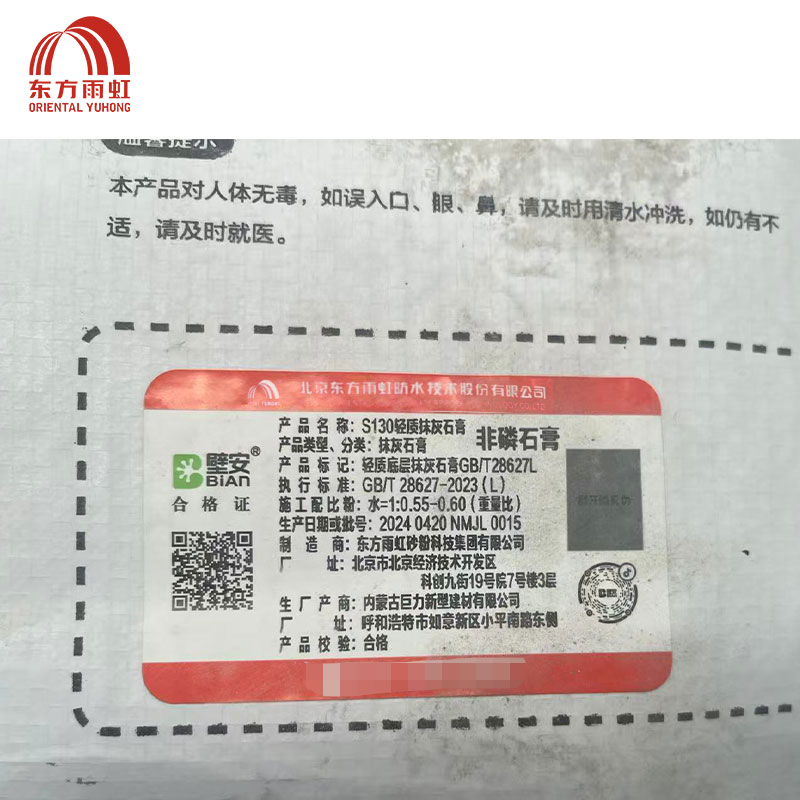 东方雨虹
ORIENTAL YUHONG
温馨提示
本产品对人体无毒，如误入口、眼、鼻，请及时用清水冲洗，如仍有不
适，请及时就医。
北京东方雨虹防水技术股份有限公司
壁安®
BiAN
合格证
产品名称：S130轻质抹灰石膏
非磷石膏
产品类型、分类：抹灰石膏
产品标记：轻质底层抹灰石膏GB/T28627L
执行标准：GB/T 28627-2023（L）
施工配比粉：水=1:0.55-0.60（重量比）
生产日期或批号：2024 0420 NMJL 0015
制造商：东方雨虹砂粉科技集团有限公司
厂址：北京市北京经济技术开发区
科创九街19号院7号楼3层
生产厂商：内蒙古巨力新型建材有限公司
厂址：呼和浩特市如意新区小平南路东侧
产品校验：合格